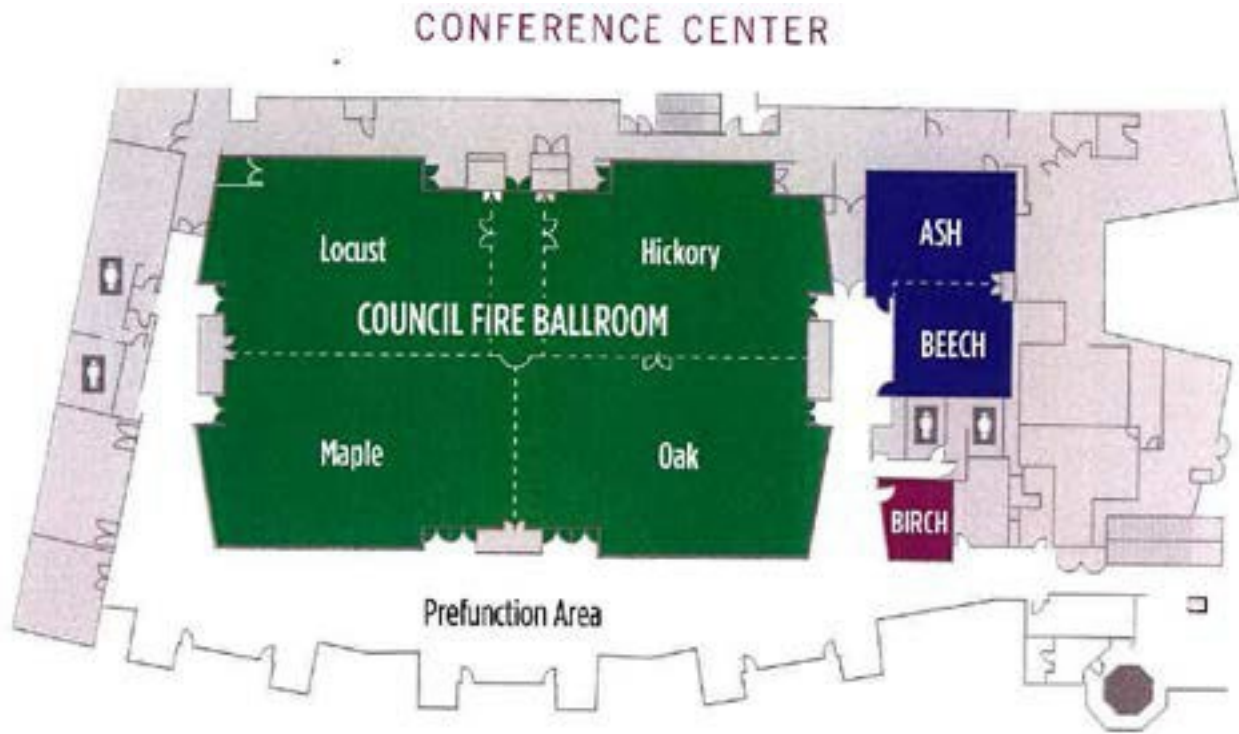 CONFERENCE CENTER
Locust
Hickory
ASH
COUNCIL FIRE BALLROOM
BEECH
Maple
Oak
BIRCH
Prefunction Area